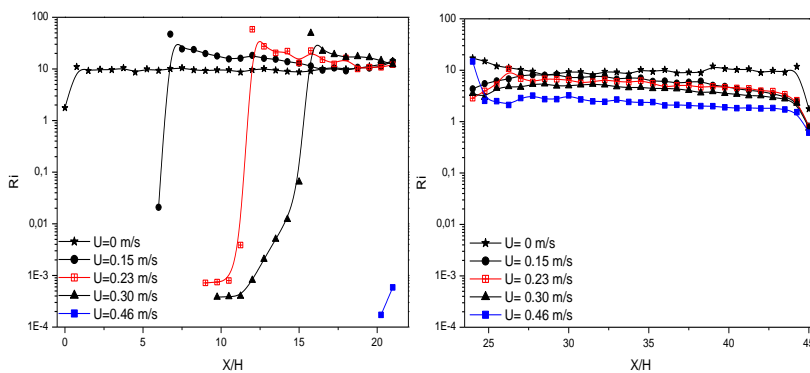 100
10
1
0,1
0,01
1E-3
1E-4
Ri
U=0 m/s
U=0.15 m/s
U=0.23 m/s
U=0.30 m/s
U=0.46 m/s
0 5 10 15 20
X/H
100
10
1
0,1
0,01
1E-3
1E-4
Ri
U= 0 m/s
U= 0.15 m/s
U= 0.23 m/s
U= 0.30 m/s
U= 0.46 m/s
25 30 35 40 45
X/H